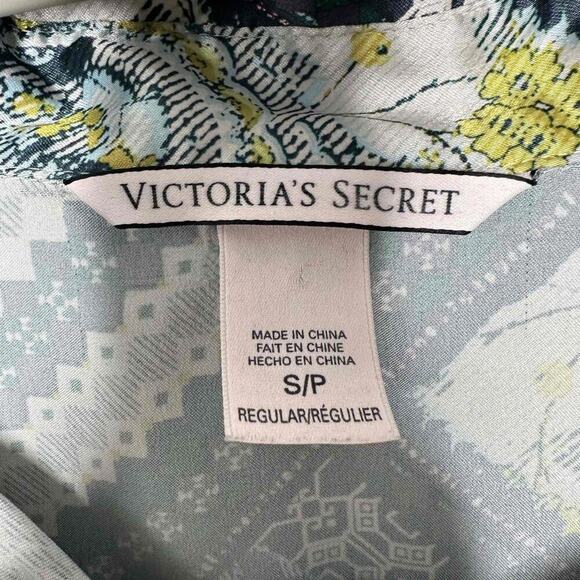 VICTORIA'S SECRET
MADE IN CHINA
FAIT EN CHINE
HECHO EN CHINA
S/P
REGULAR/RÉGULIER